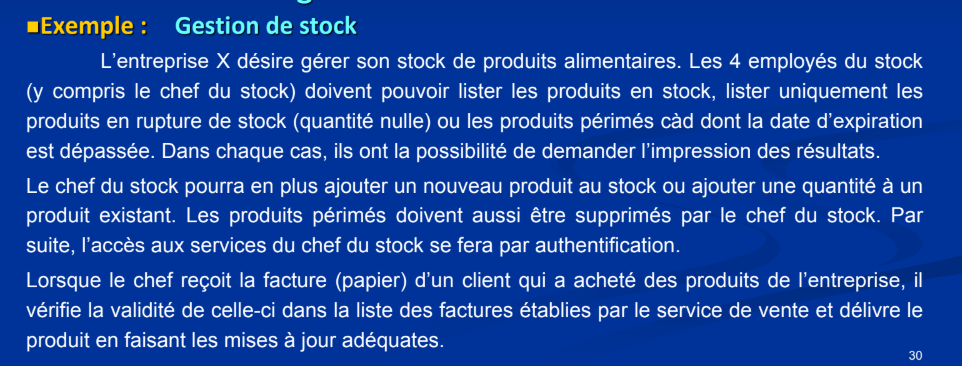 ■Exemple : Gestion de stock
L'entreprise X désire gérer son stock de produits alimentaires. Les 4 employés du stock
(y compris le chef du stock) doivent pouvoir lister les produits en stock, lister uniquement les
produits en rupture de stock (quantité nulle) ou les produits périmés càd dont la date d'expiration
est dépassée. Dans chaque cas, ils ont la possibilité de demander l'impression des résultats.
Le chef du stock pourra en plus ajouter un nouveau produit au stock ou ajouter une quantité à un
produit existant. Les produits périmés doivent aussi être supprimés par le chef du stock. Par
suite, l'accès aux services du chef du stock se fera par authentification.
Lorsque le chef reçoit la facture (papier) d'un client qui a acheté des produits de l'entreprise, il
vérifie la validité de celle-ci dans la liste des factures établies par le service de vente et délivre le
produit en faisant les mises à jour adéquates.
30